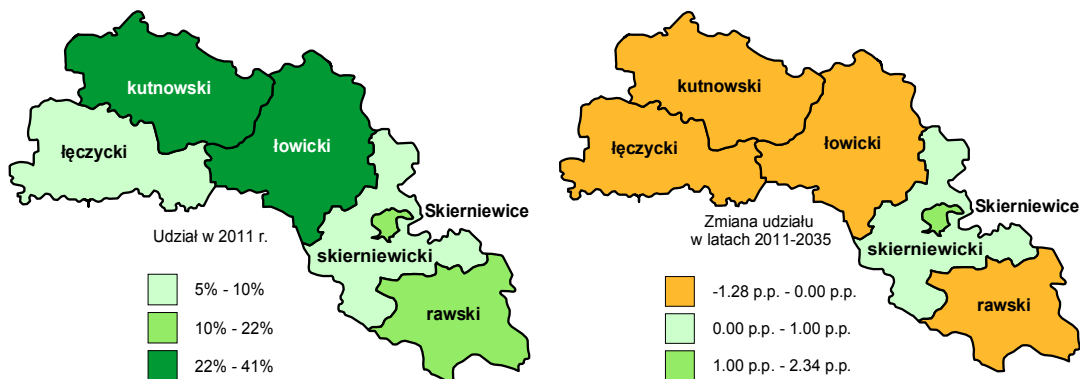 kutnowski
łęczycki
łowicki
Skierniewice
Udział w 2011 r.
skierniewicki
5% - 10%
10% - 22%
22% - 41%
rawski
kutnowski
łęczycki
łowicki
Skierniewice
Zmiana udziału
w latach 2011-2035
skierniewicki
-1.28 p.p. - 0.00 p.p.
0.00 p.p. - 1.00 p.p.
1.00 p.p. - 2.34 p.p.
rawski